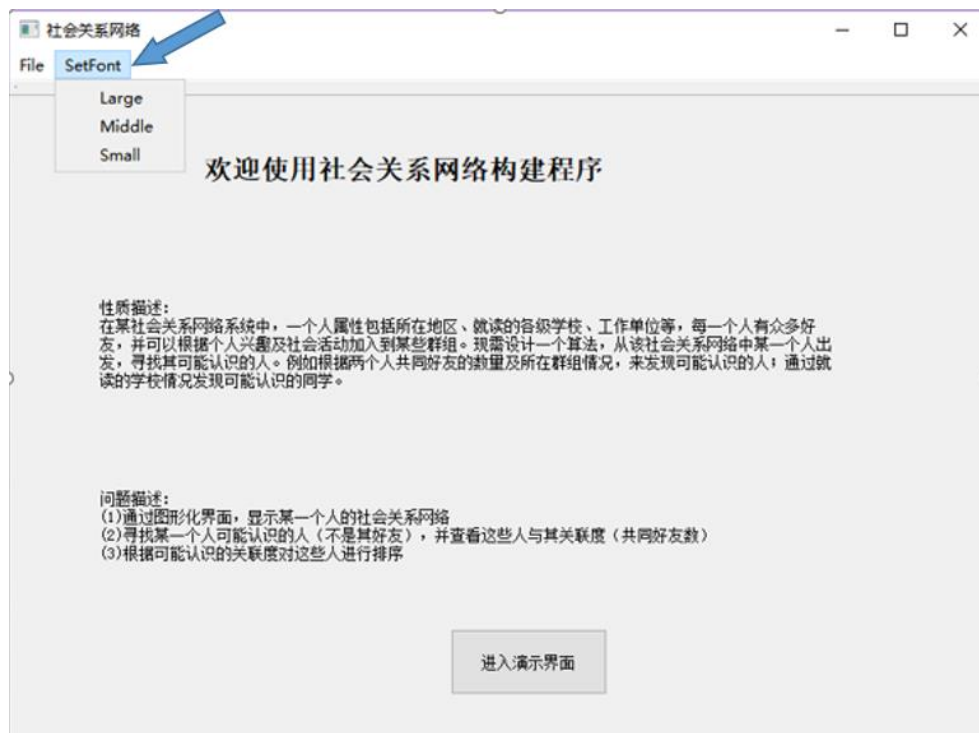 社会关系网络
File SetFont
Large
Middle
Small
欢迎使用社会关系网络构建程序
性质描述：
在某社会关系网络系统中，一个人属性包括所在地区、就读的各级学校、工作单位等，每一个人有众多好
友，并可以根据个人兴趣及社会活动加入到某些群组。现需设计一个算法，从该社会关系网络中某一个人出
发，寻找其可能认识的人。例如根据两个人共同好友的数量及所在群组情况，来发现可能认识的人；通过就
读的学校情况发现可能认识的同学。
问题描述：
(1)通过图形化界面，显示某一个人的社会关系网络
(2)寻找某一个人可能认识的人（不是其好友），并查看这些人与其关联度（共同好友数）
(3)根据可能认识的关联度对这些人进行排序
进入演示界面